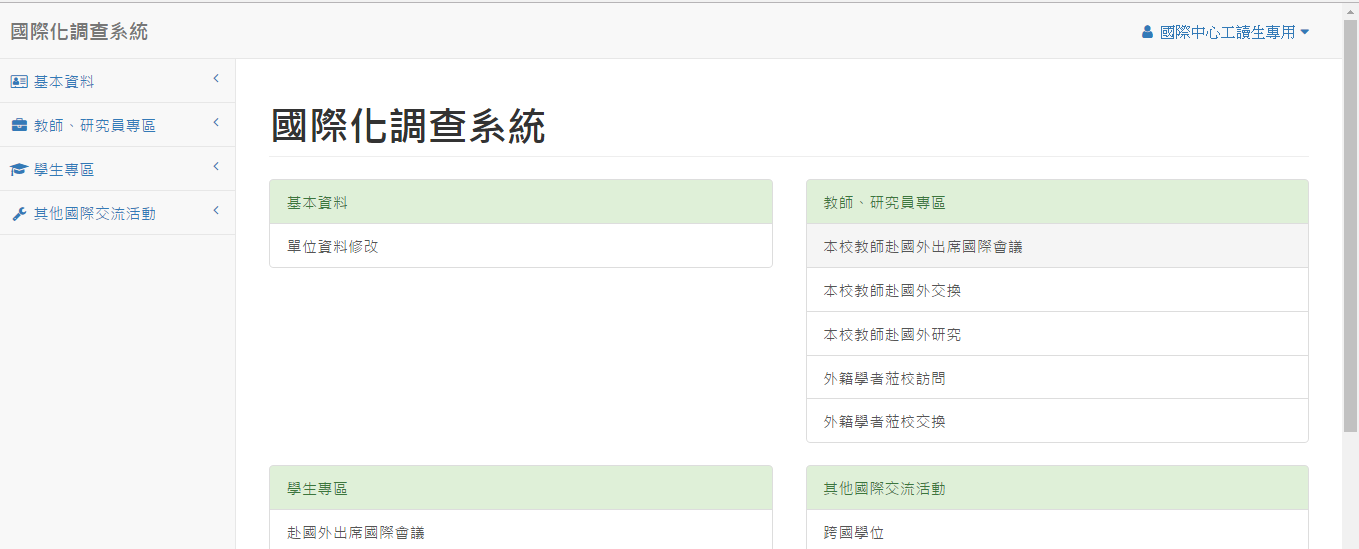 國際化調查系統
國際中心工讀生專用
基本資料
教師、研究員專區
學生專區
其他國際交流活動
國際化調查系統
基本資料
單位資料修改
教師、研究員專區
本校教師赴國外出席國際會議
本校教師赴國外交換
本校教師赴國外研究
外籍學者蒞校訪問
外籍學者蒞校交換
學生專區
赴國外出席國際會議
其他國際交流活動
跨國學位